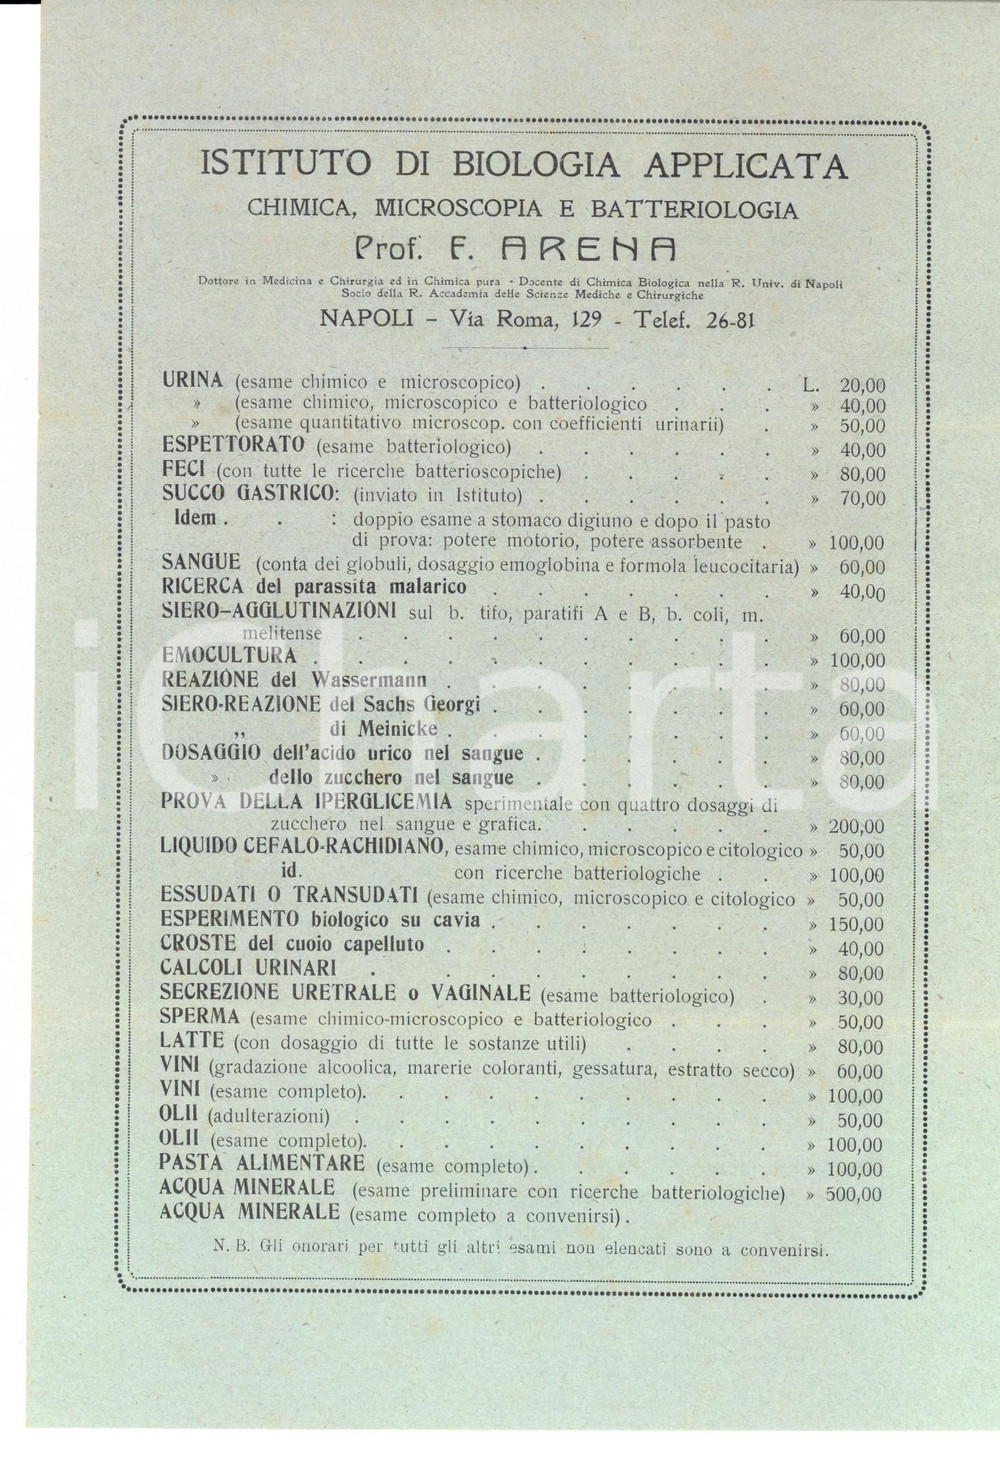 ISTITUTO DI BIOLOGIA APPLICATA
CHIMICA, MICROSCOPIA E BATTERIOLOGIA
Prof. F. ARENA
Dottore in Medicina e Chirurgia ed in Chimica pura - Docente di Chimica Biologica nella R. Univ. di Napoli
Socio della R. Accademia delle Scienze Mediche e Chirurgiche
NAPOLI - Via Roma, 129 - Telef. 26-81
URINA (esame chimico e microscopico) . . . . . . L. 20,00
» (esame chimico, microscopico e batteriologico . . . » 40,00
» (esame quantitativo microscop. con coefficienti urinarii) . » 50,00
ESPETTORATO (esame batteriologico) . . . . . . » 40,00
FECI (con tutte le ricerche batterioscopiche) . . . . . » 80,00
SUCCO GASTRICO: (inviato in Istituto) . . . . . . » 70,00
Idem . . : doppio esame a stomaco digiuno e dopo il pasto
di prova: potere motorio, potere assorbente . » 100,00
SANGUE (conta dei globuli, dosaggio emoglobina e formola leucocitaria) » 60,00
RICERCA del parassita malarico . . . . . . . » 40,00
SIERO-AGGLUTINAZIONI sul b. tifo, paratifi A e B, b. coli, m.
melitense . . . . . . . . . . » 60,00
EMOCULTURA . . . . . . . . . . . » 100,00
REAZIONE del Wassermann . . . . . . . . » 80,00
SIERO-REAZIONE del Sachs Georgi . . . . . . . » 60,00
„ di Meinicke . . . . . . . . » 60,00
DOSAGGIO dell'acido urico nel sangue . . . . . . » 80,00
» dello zucchero nel sangue . . . . . . » 80,00
PROVA DELLA IPERGLICEMIA sperimentale con quattro dosaggi di
zucchero nel sangue e grafica. . . . . . » 200,00
LIQUIDO CEFALO-RACHIDIANO, esame chimico, microscopico e citologico » 50,00
id. con ricerche batteriologiche . . » 100,00
ESSUDATI O TRANSUDATI (esame chimico, microscopico e citologico » 50,00
ESPERIMENTO biologico su cavia . . . . . . . » 150,00
CROSTE del cuoio capelluto . . . . . . . . » 40,00
CALCOLI URINARI . . . . . . . . . » 80,00
SECREZIONE URETRALE o VAGINALE (esame batteriologico) . » 30,00
SPERMA (esame chimico-microscopico e batteriologico . . . » 50,00
LATTE (con dosaggio di tutte le sostanze utili) . . . . » 80,00
VINI (gradazione alcoolica, marerie coloranti, gessatura, estratto secco) » 60,00
VINI (esame completo). . . . . . . . . . » 100,00
OLII (adulterazioni) . . . . . . . . . . » 50,00
OLII (esame completo). . . . . . . . . . » 100,00
PASTA ALIMENTARE (esame completo) . . . . . . » 100,00
ACQUA MINERALE (esame preliminare con ricerche batteriologiche) » 500,00
ACQUA MINERALE (esame completo a convenirsi) .
N. B. Gli onorari per tutti gli altri esami non elencati sono a convenirsi.
iCharta